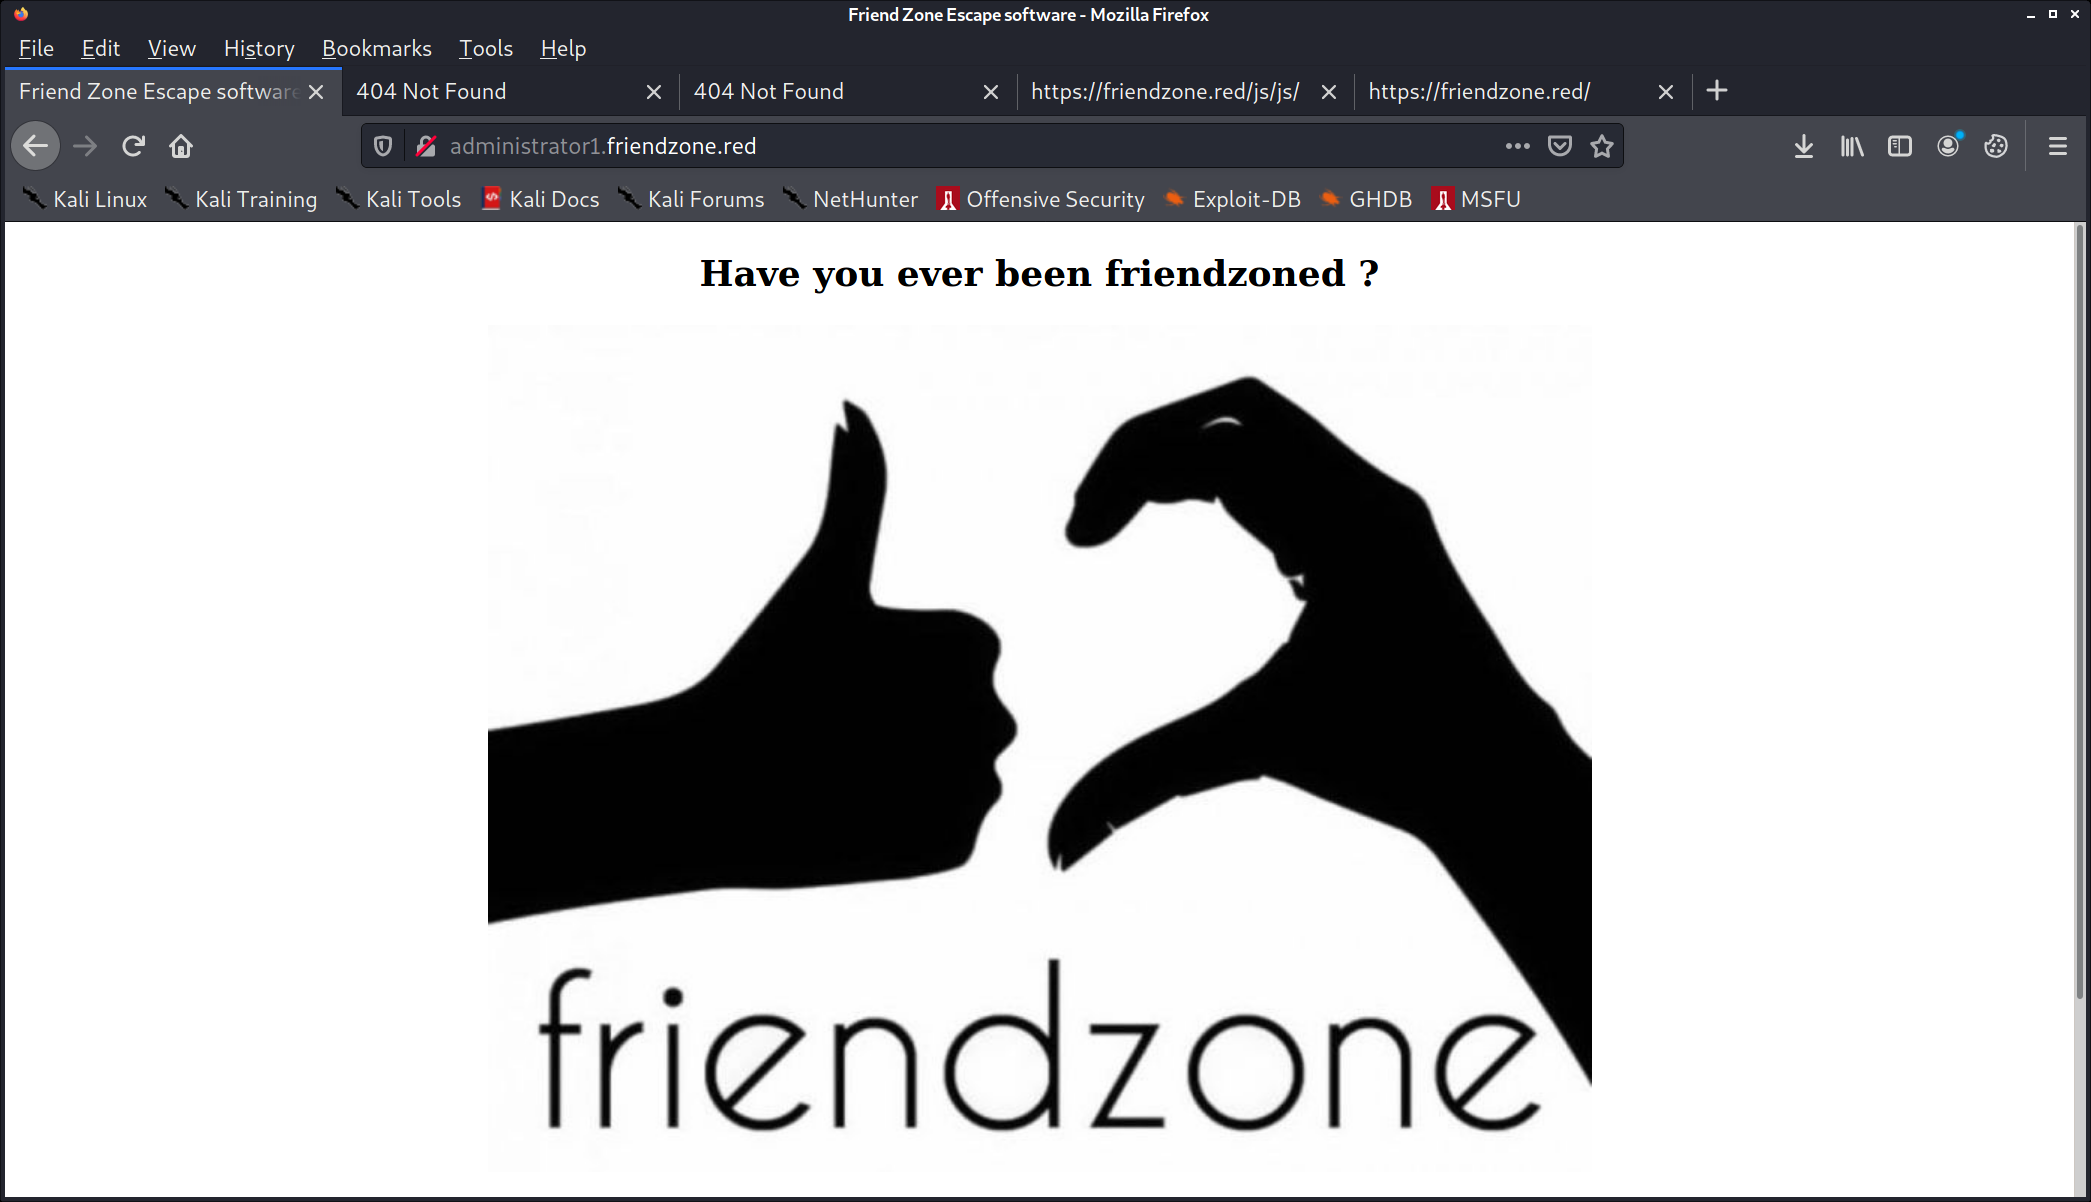 Friend Zone Escape software - Mozilla Firefox
File Edit View History Bookmarks Tools Help
Friend Zone Escape software 404 Not Found 404 Not Found https://friendzone.red/js/js/ https://friendzone.red/
administrator1.friendzone.red
Kali Linux Kali Training Kali Tools Kali Docs Kali Forums NetHunter Offensive Security Exploit-DB GHDB MSFU
Have you ever been friendzoned ?
friendzone